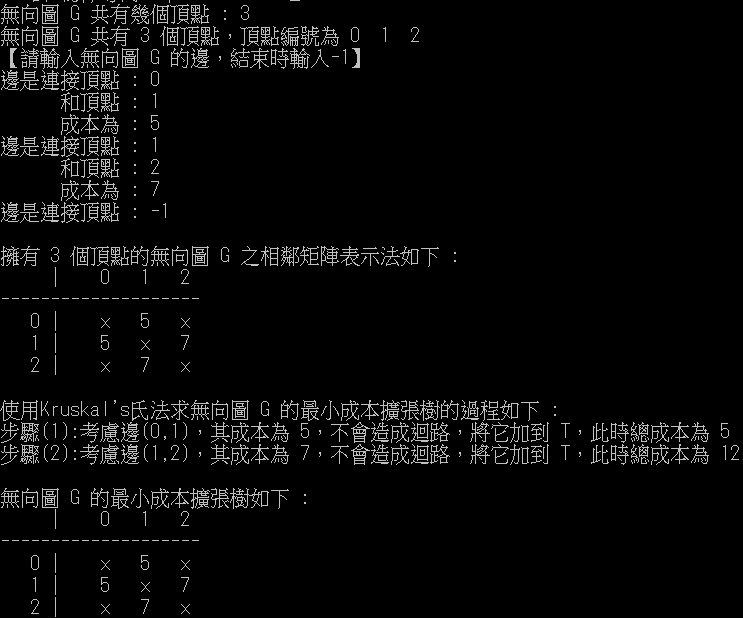 無向圖 G 共有幾個頂點 : 3
無向圖 G 共有 3 個頂點，頂點編號為 0  1  2
【請輸入無向圖 G 的邊，結束時輸入-1】
邊是連接頂點 : 0
和頂點 : 1
成本為 : 5
邊是連接頂點 : 1
和頂點 : 2
成本為 : 7
邊是連接頂點 : -1
擁有 3 個頂點的無向圖 G 之相鄰矩陣表示法如下 :
|    0   1   2
--------------------
0 |    x   5   x
1 |    5   x   7
2 |    x   7   x
使用Kruskal's氏法求無向圖 G 的最小成本擴張樹的過程如下 :
步驟(1):考慮邊(0,1)，其成本為 5，不會造成迴路，將它加到 T，此時總成本為 5
步驟(2):考慮邊(1,2)，其成本為 7，不會造成迴路，將它加到 T，此時總成本為 12
無向圖 G 的最小成本擴張樹如下 :
|    0   1   2
--------------------
0 |    x   5   x
1 |    5   x   7
2 |    x   7   x